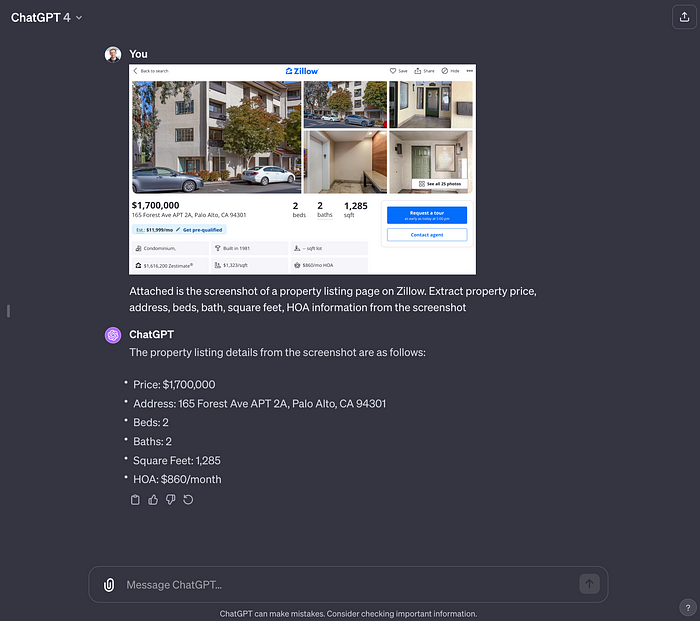 ChatGPT 4
You
Back to search
Zillow
Save
Share
Hide
See all 25 photos
$1,700,000
2
2
1,285
165 Forest Ave APT 2A, Palo Alto, CA 94301
beds
baths
sqft
Request a tour
as early as today at 5:00 pm
Est.: $11,999/mo
Get pre-qualified
Contact agent
Condominium,
Built in 1981
-- sqft lot
$1,616,200 Zestimate®
$1,323/sqft
$860/mo HOA
Attached is the screenshot of a property listing page on Zillow. Extract property price,
address, beds, bath, square feet, HOA information from the screenshot
ChatGPT
The property listing details from the screenshot are as follows:
• Price: $1,700,000
• Address: 165 Forest Ave APT 2A, Palo Alto, CA 94301
• Beds: 2
• Baths: 2
• Square Feet: 1,285
• HOA: $860/month
Message ChatGPT...
ChatGPT can make mistakes. Consider checking important information.
?